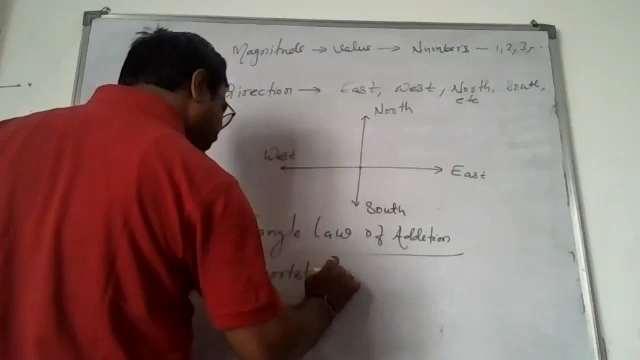 Magnitude → Value → Numbers - 1, 2, 3, ...
Direction → East, West, North, South,
etc
North
West
East
South
Law of Addition